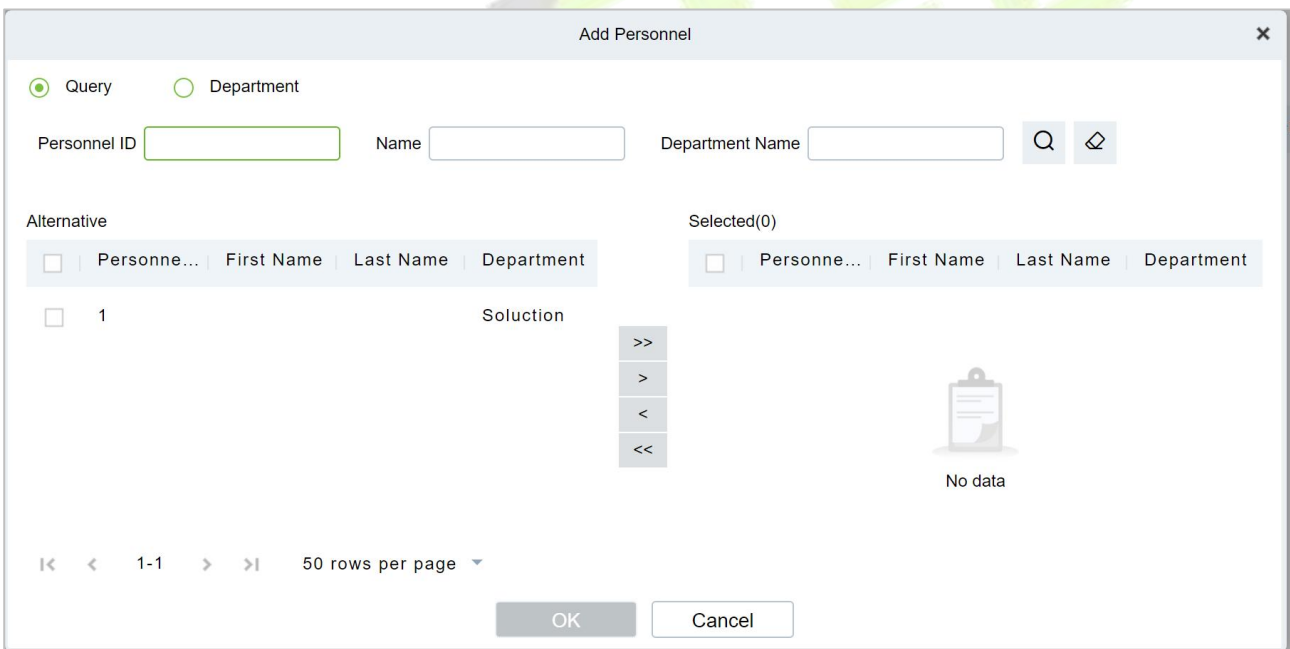 Add Personnel ×
Query Department
Personnel ID Name Department Name
Alternative Selected(0)
Personne... First Name Last Name Department Personne... First Name Last Name Department
1 Soluction
>>
>
<
<<
No data
1-1 50 rows per page
OK Cancel